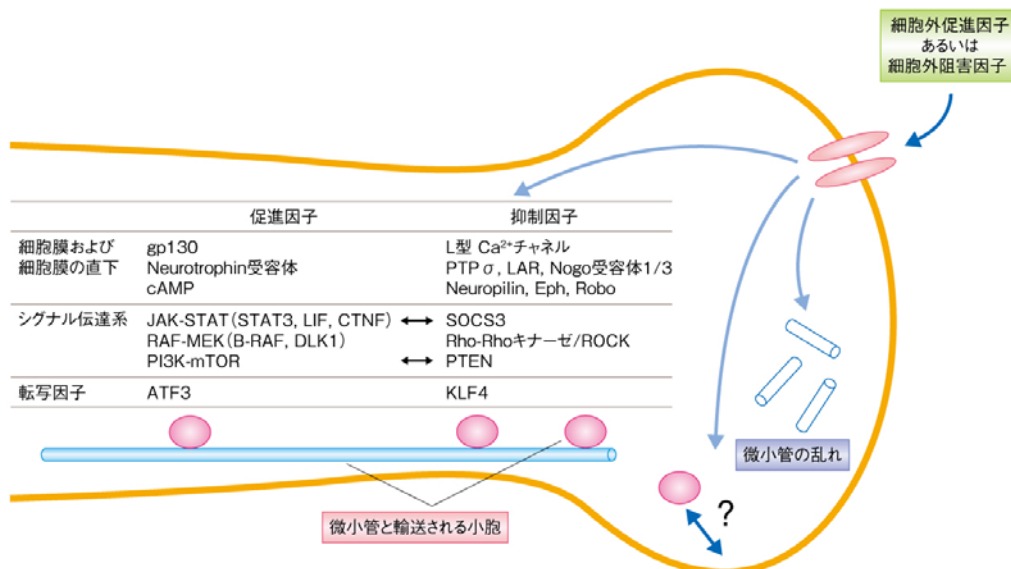 細胞外促進因子
あるいは
細胞外阻害因子
促進因子 抑制因子
細胞膜および gp130 L型 Ca²⁺チャネル
細胞膜の直下 Neurotrophin受容体 PTPσ, LAR, Nogo受容体1/3
cAMP Neuropilin, Eph, Robo
シグナル伝達系 JAK-STAT(STAT3, LIF, CTNF) ↔ SOCS3
RAF-MEK(B-RAF, DLK1) Rho-Rhoキナーゼ/ROCK
PI3K-mTOR ↔ PTEN
転写因子 ATF3 KLF4
微小管の乱れ
?
微小管と輸送される小胞